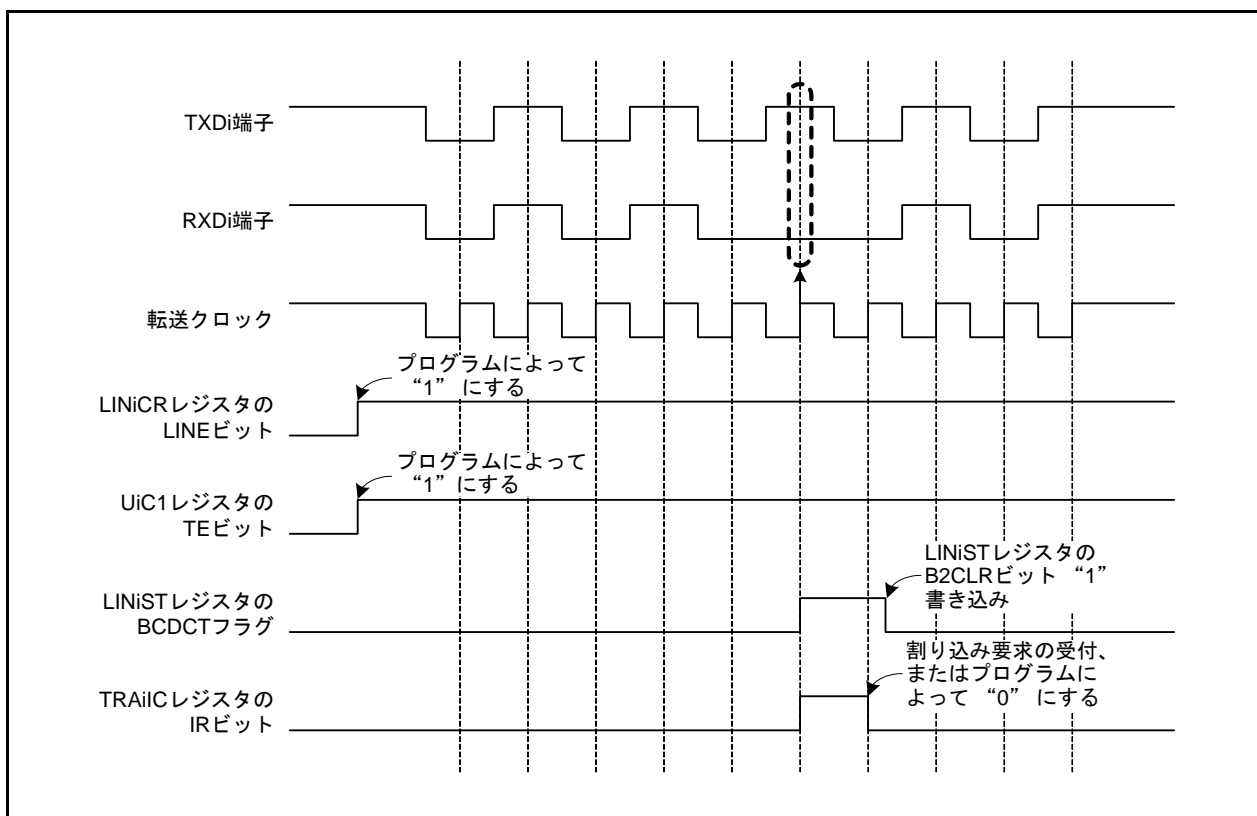 TXDi端子
RXDi端子
転送クロック
プログラムによって
“1” にする
LINiCRレジスタの
LINEビット
プログラムによって
“1” にする
UiC1レジスタの
TEビット
LINiSTレジスタの
B2CLRビット “1”
書き込み
LINiSTレジスタの
BCDCTフラグ
割り込み要求の受付、
またはプログラムに
よって “0” にする
TRAiICレジスタの
IRビット